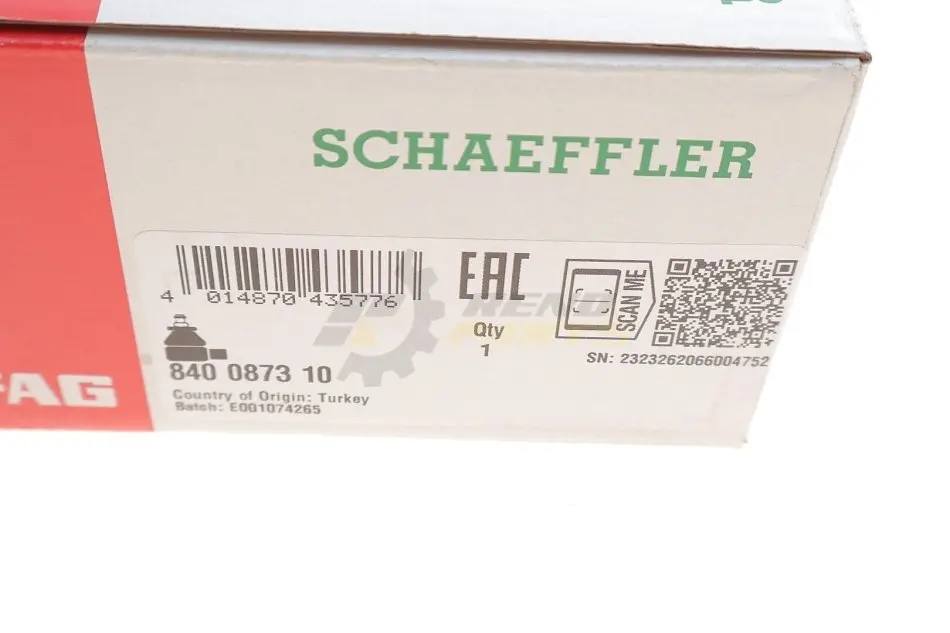 SCHAEFFLER
4 014870 435776
EAC
SCAN ME
Qty
1
SN: 2323262066004752
840 0873 10
Country of Origin: Turkey
Batch: E001074265
FAG